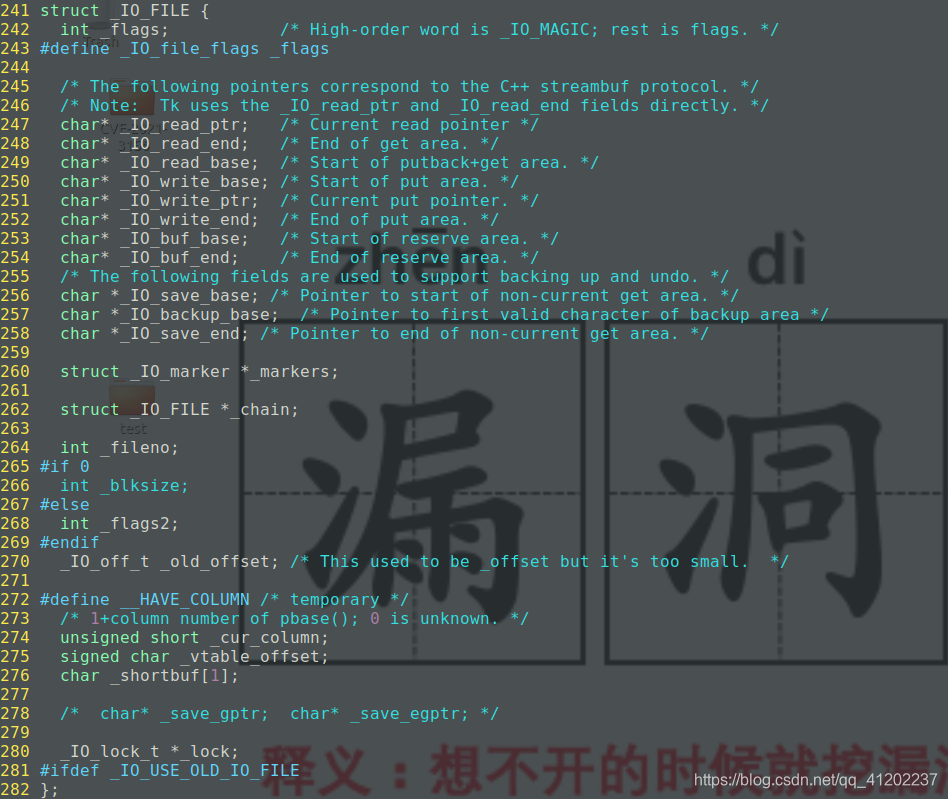 241 struct _IO_FILE {
242   int _flags;           /* High-order word is _IO_MAGIC; rest is flags. */
243 #define _IO_file_flags _flags
244
245   /* The following pointers correspond to the C++ streambuf protocol. */
246   /* Note:  Tk uses the _IO_read_ptr and _IO_read_end fields directly. */
247   char* _IO_read_ptr;   /* Current read pointer */
248   char* _IO_read_end;   /* End of get area. */
249   char* _IO_read_base;  /* Start of putback+get area. */
250   char* _IO_write_base; /* Start of put area. */
251   char* _IO_write_ptr;  /* Current put pointer. */
252   char* _IO_write_end;  /* End of put area. */
253   char* _IO_buf_base;   /* Start of reserve area. */
254   char* _IO_buf_end;    /* End of reserve area. */
255   /* The following fields are used to support backing up and undo. */
256   char *_IO_save_base; /* Pointer to start of non-current get area. */
257   char *_IO_backup_base;  /* Pointer to first valid character of backup area */
258   char *_IO_save_end; /* Pointer to end of non-current get area. */
259
260   struct _IO_marker *_markers;
261
262   struct _IO_FILE *_chain;
263
264   int _fileno;
265 #if 0
266   int _blksize;
267 #else
268   int _flags2;
269 #endif
270   _IO_off_t _old_offset; /* This used to be _offset but it's too small.  */
271
272 #define __HAVE_COLUMN /* temporary */
273   /* 1+column number of pbase(); 0 is unknown. */
274   unsigned short _cur_column;
275   signed char _vtable_offset;
276   char _shortbuf[1];
277
278   /*  char* _save_gptr;  char* _save_egptr; */
279
280   _IO_lock_t *_lock;
281 #ifdef _IO_USE_OLD_IO_FILE
282 };
zhēn dì
test
漏洞
释义：想不开的时候就挖漏
https://blog.csdn.net/qq_41202237